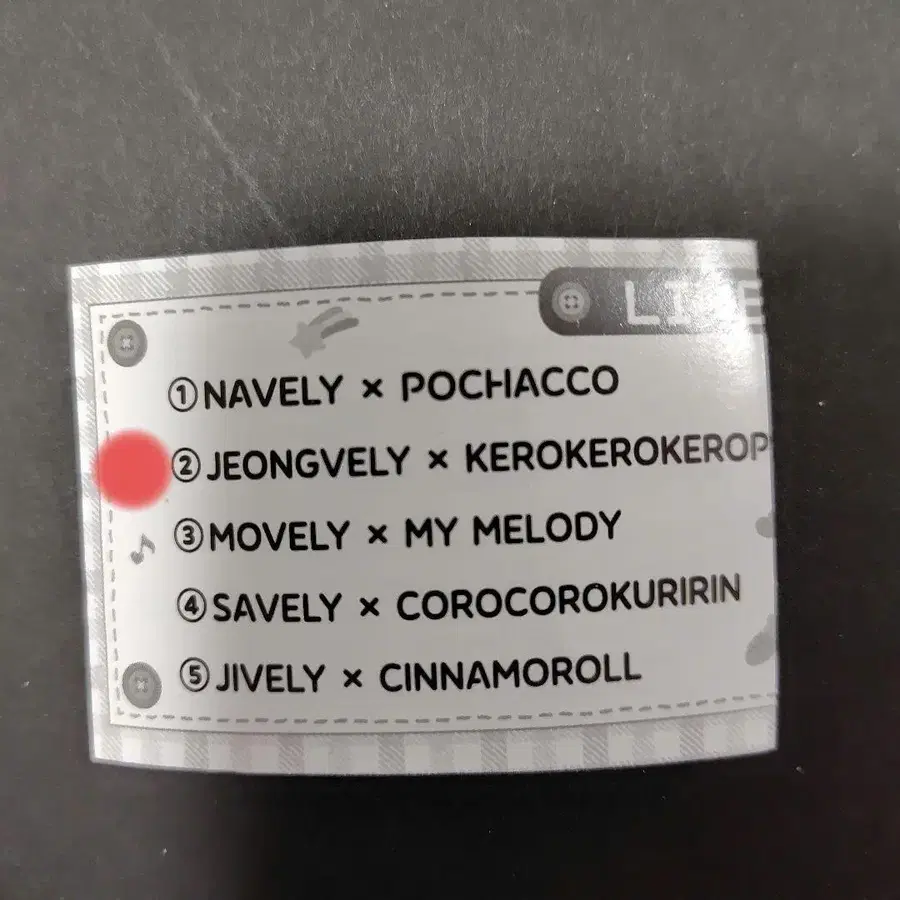 ①NAVELY × POCHACCO
②JEONGVELY × KEROKEROKEROP
③MOVELY × MY MELODY
④SAVELY × COROCOROKURIRIN
⑤JIVELY × CINNAMOROLL